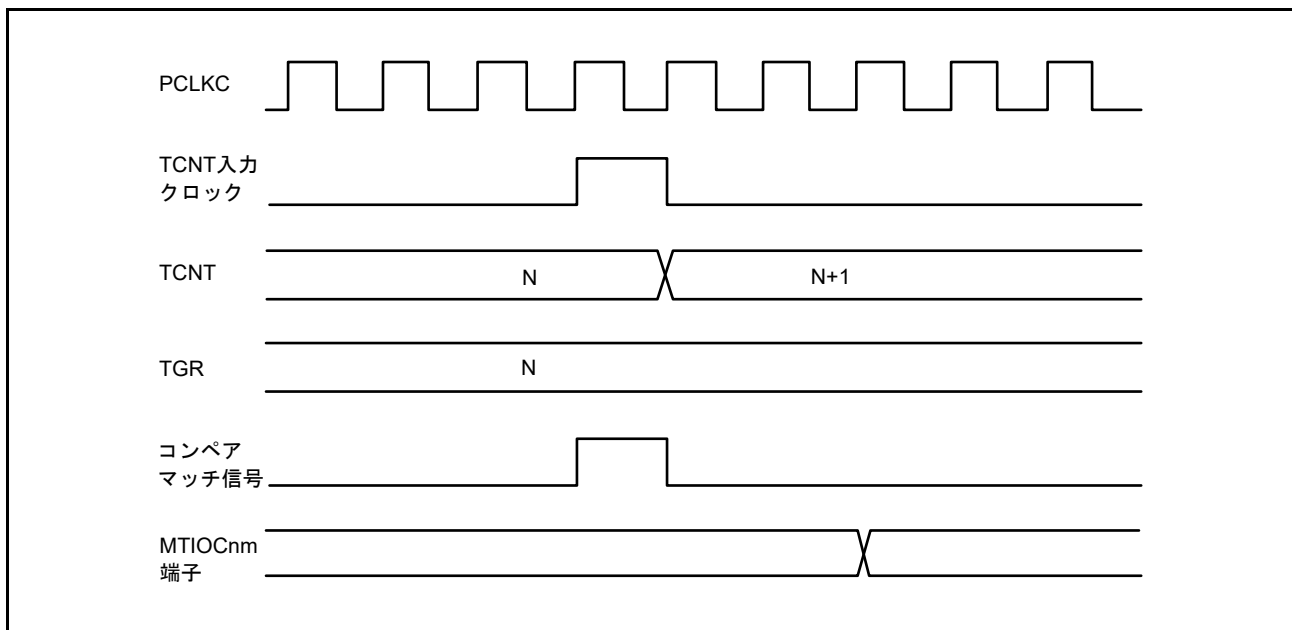 PCLKC
TCNT入力
クロック
TCNT
N
N+1
TGR
N
コンペア
マッチ信号
MTIOCnm
端子